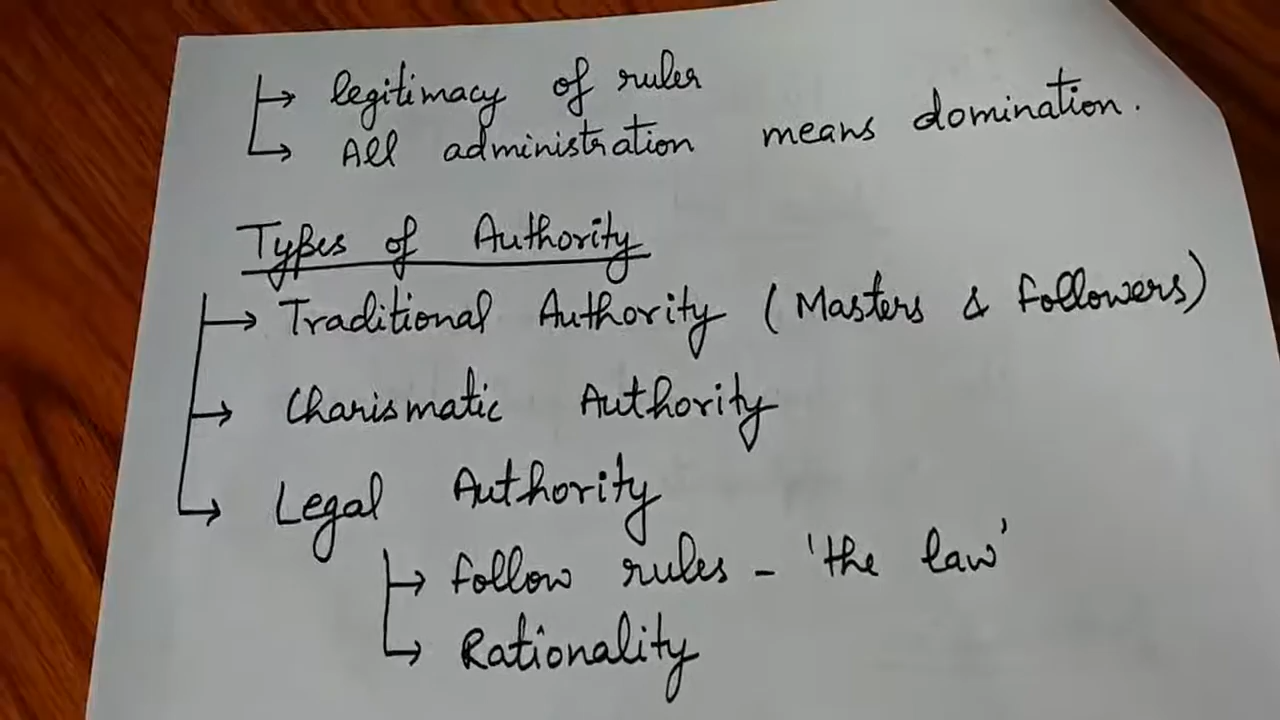 legitimacy of ruler
All administration means domination.
Types of Authority
Traditional Authority (Masters & followers)
Charismatic Authority
Legal Authority
follow rules - 'the law'
Rationality